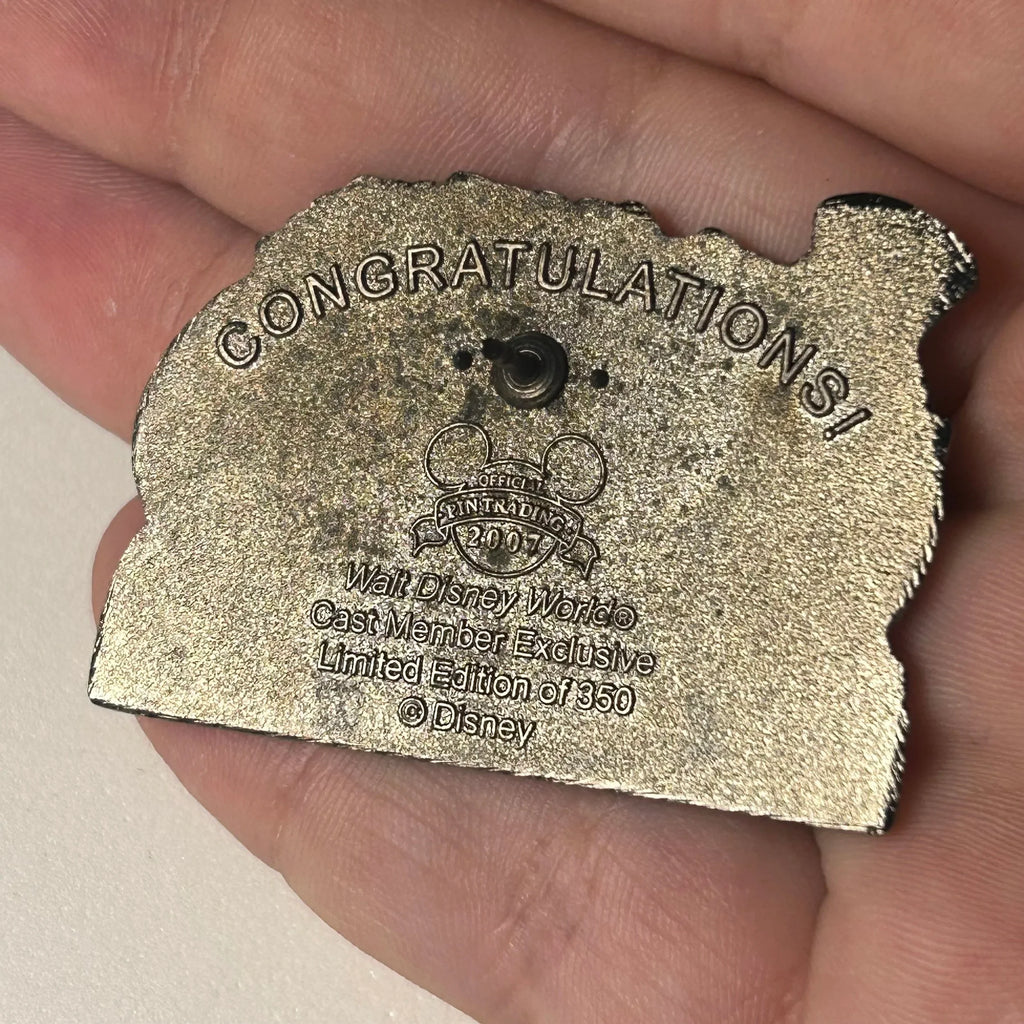 CONGRATULATIONS!
OFFICIAL
PIN TRADING
2007
Walt Disney World®
Cast Member Exclusive
Limited Edition of 350
© Disney